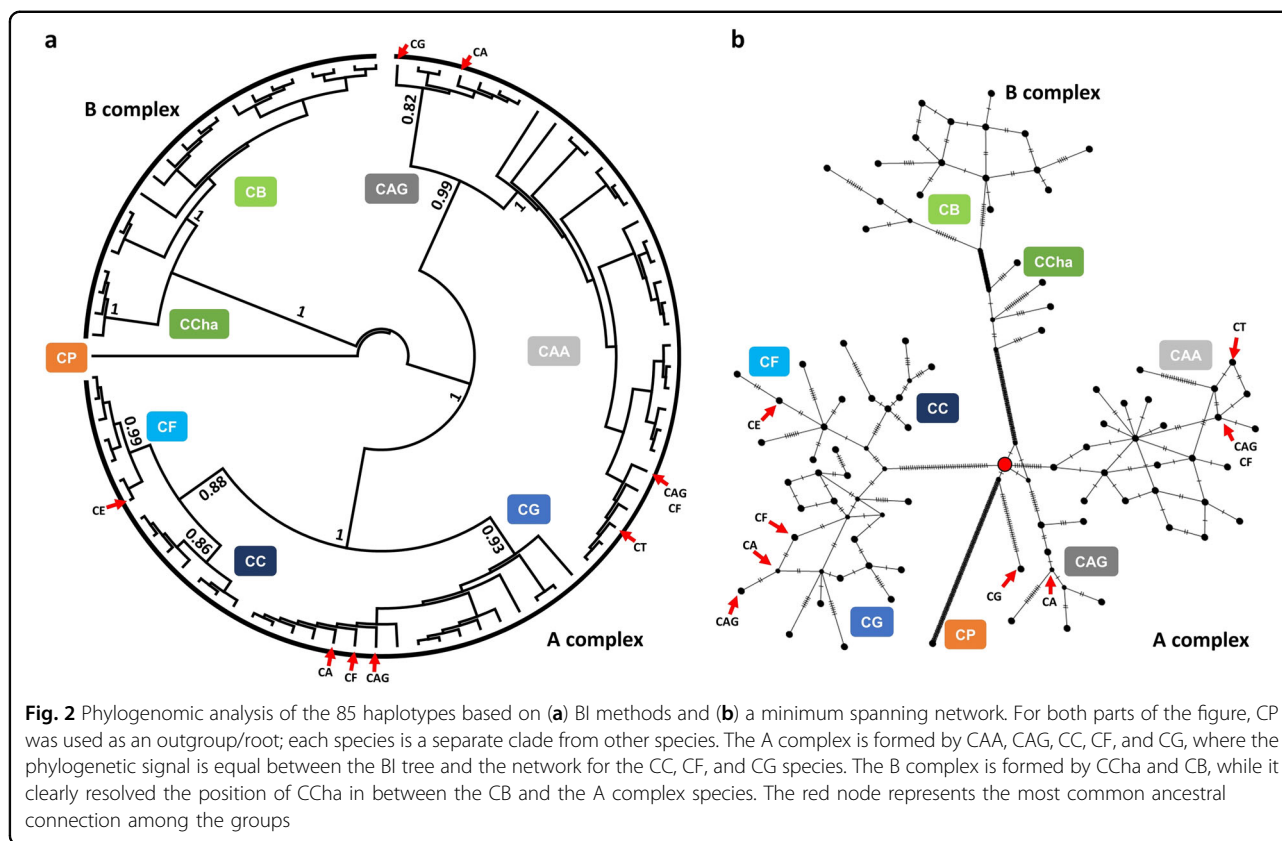 a
CG
CA
B complex
0.82
CB
CAG
0.99
1
1
CCha
1
1
CP
CAA
1
CF
0.99
CE
0.88
0.86
CC
1
CG
0.93
CAG
CF
CT
A complex
CA
CF
CAG
b
B complex
CB
CCha
CT
CAA
CF
CC
CE
CAG
CF
CF
CA
CAG
CG
CG
CA
CAG
CP
A complex
Fig. 2 Phylogenomic analysis of the 85 haplotypes based on (a) BI methods and (b) a minimum spanning network. For both parts of the figure, CP
was used as an outgroup/root; each species is a separate clade from other species. The A complex is formed by CAA, CAG, CC, CF, and CG, where the
phylogenetic signal is equal between the BI tree and the network for the CC, CF, and CG species. The B complex is formed by CCha and CB, while it
clearly resolved the position of CCha in between the CB and the A complex species. The red node represents the most common ancestral
connection among the groups